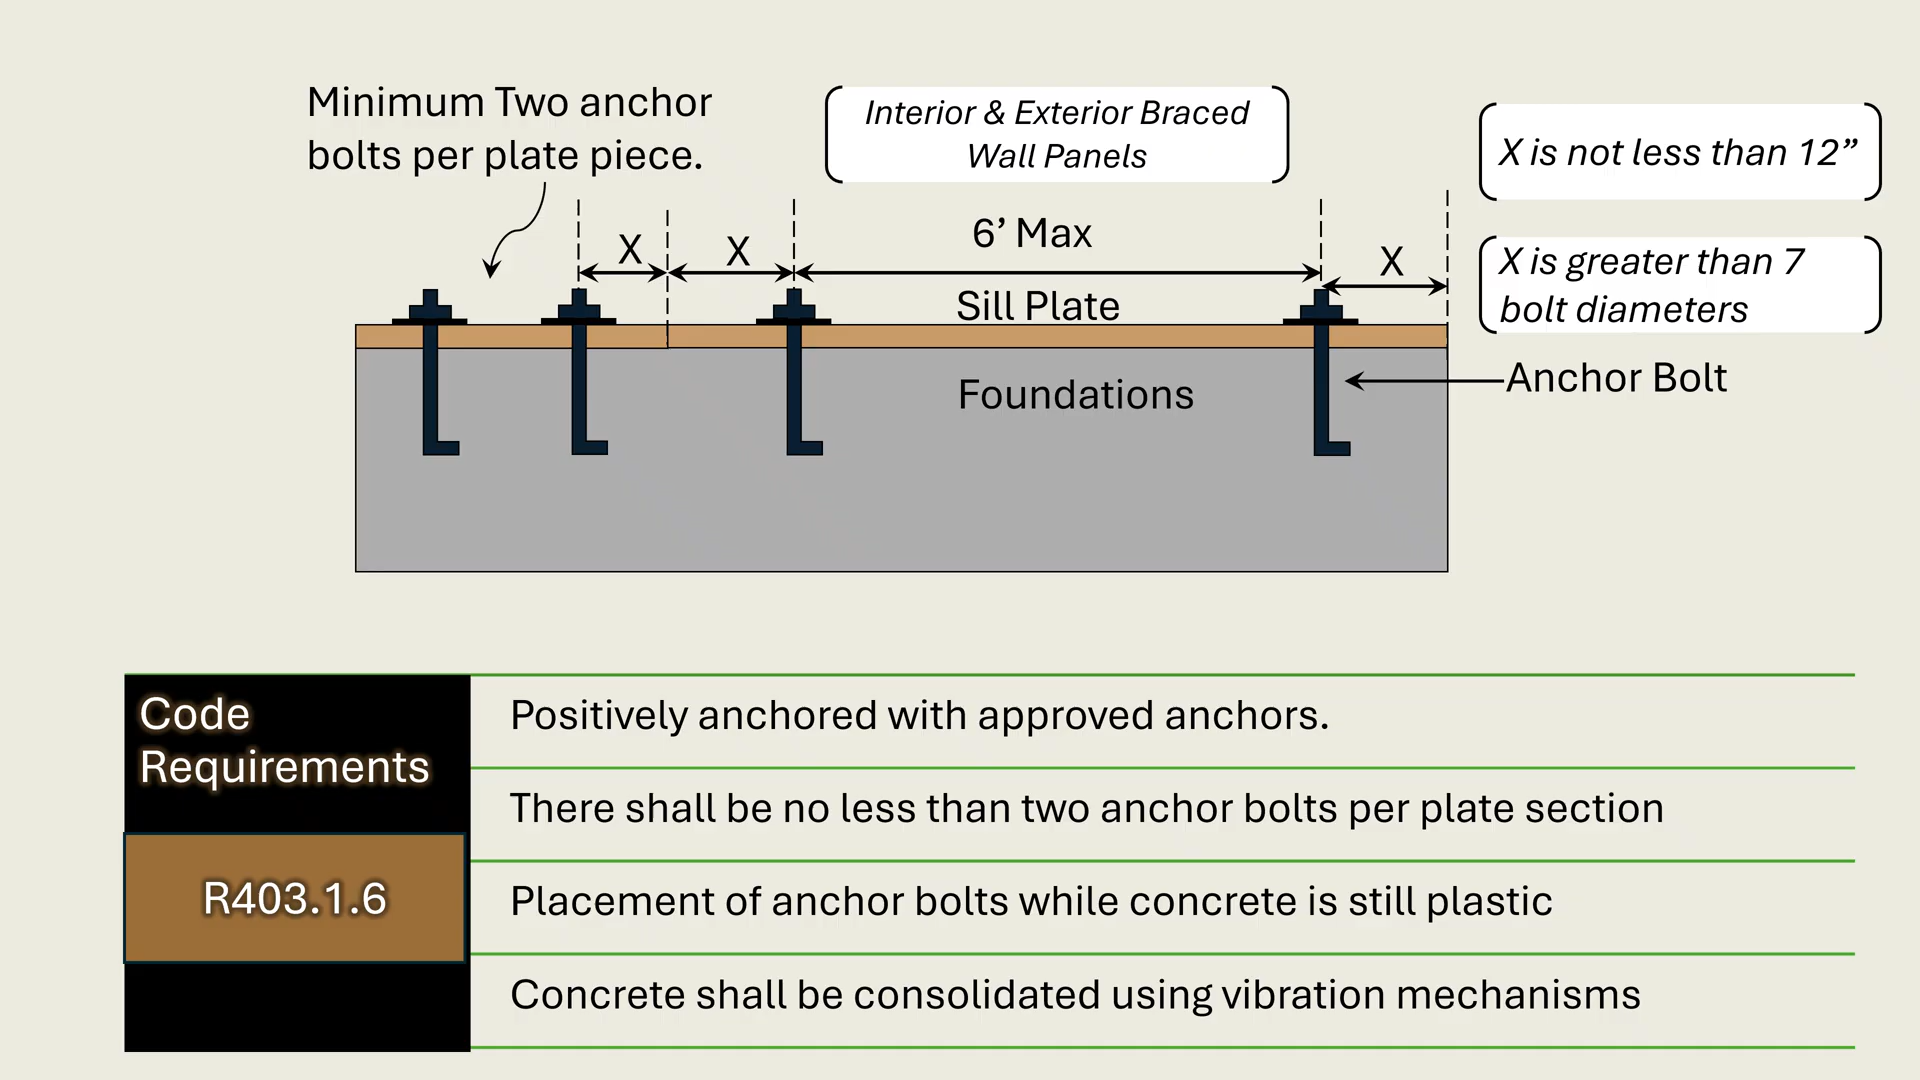 Minimum Two anchor
bolts per plate piece.
Interior & Exterior Braced
Wall Panels
X is not less than 12”
X is greater than 7
bolt diameters
X
X
6’ Max
X
Sill Plate
Foundations
Anchor Bolt
Code
Requirements
R403.1.6
Positively anchored with approved anchors.
There shall be no less than two anchor bolts per plate section
Placement of anchor bolts while concrete is still plastic
Concrete shall be consolidated using vibration mechanisms